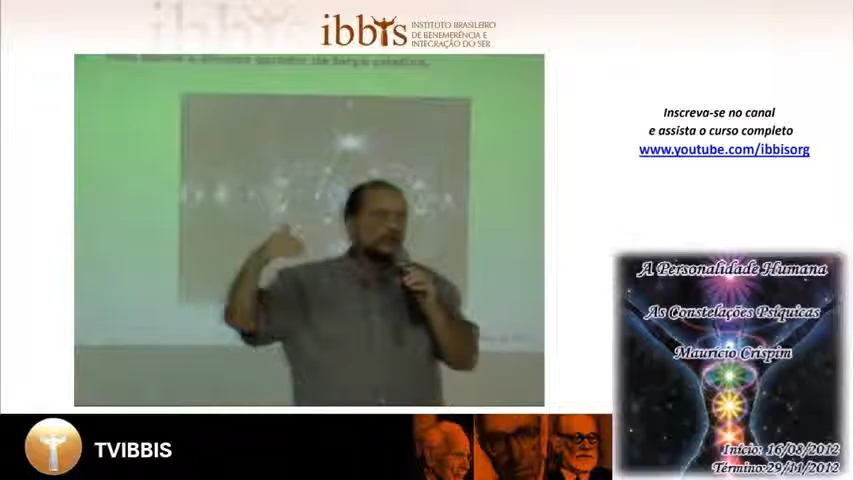 ibbis
INSTITUTO BRASILEIRO
DE BENEMERÊNCIA E
INTEGRAÇÃO DO SER
Inscreva-se no canal
e assista o curso completo
www.youtube.com/ibbisorg
A Personalidade Humana
As Constelações Psíquicas
Maurício Crispim
Início: 16/08/2012
Término:29/11/2012
TVIBBIS